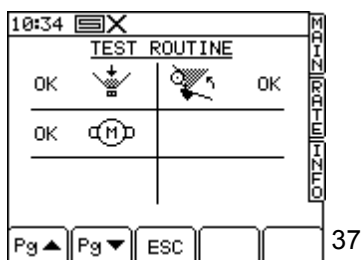 10:34
TEST ROUTINE
OK OK
OK M
MAIN
RATE
INFO
Pg▲ Pg▼ ESC
37